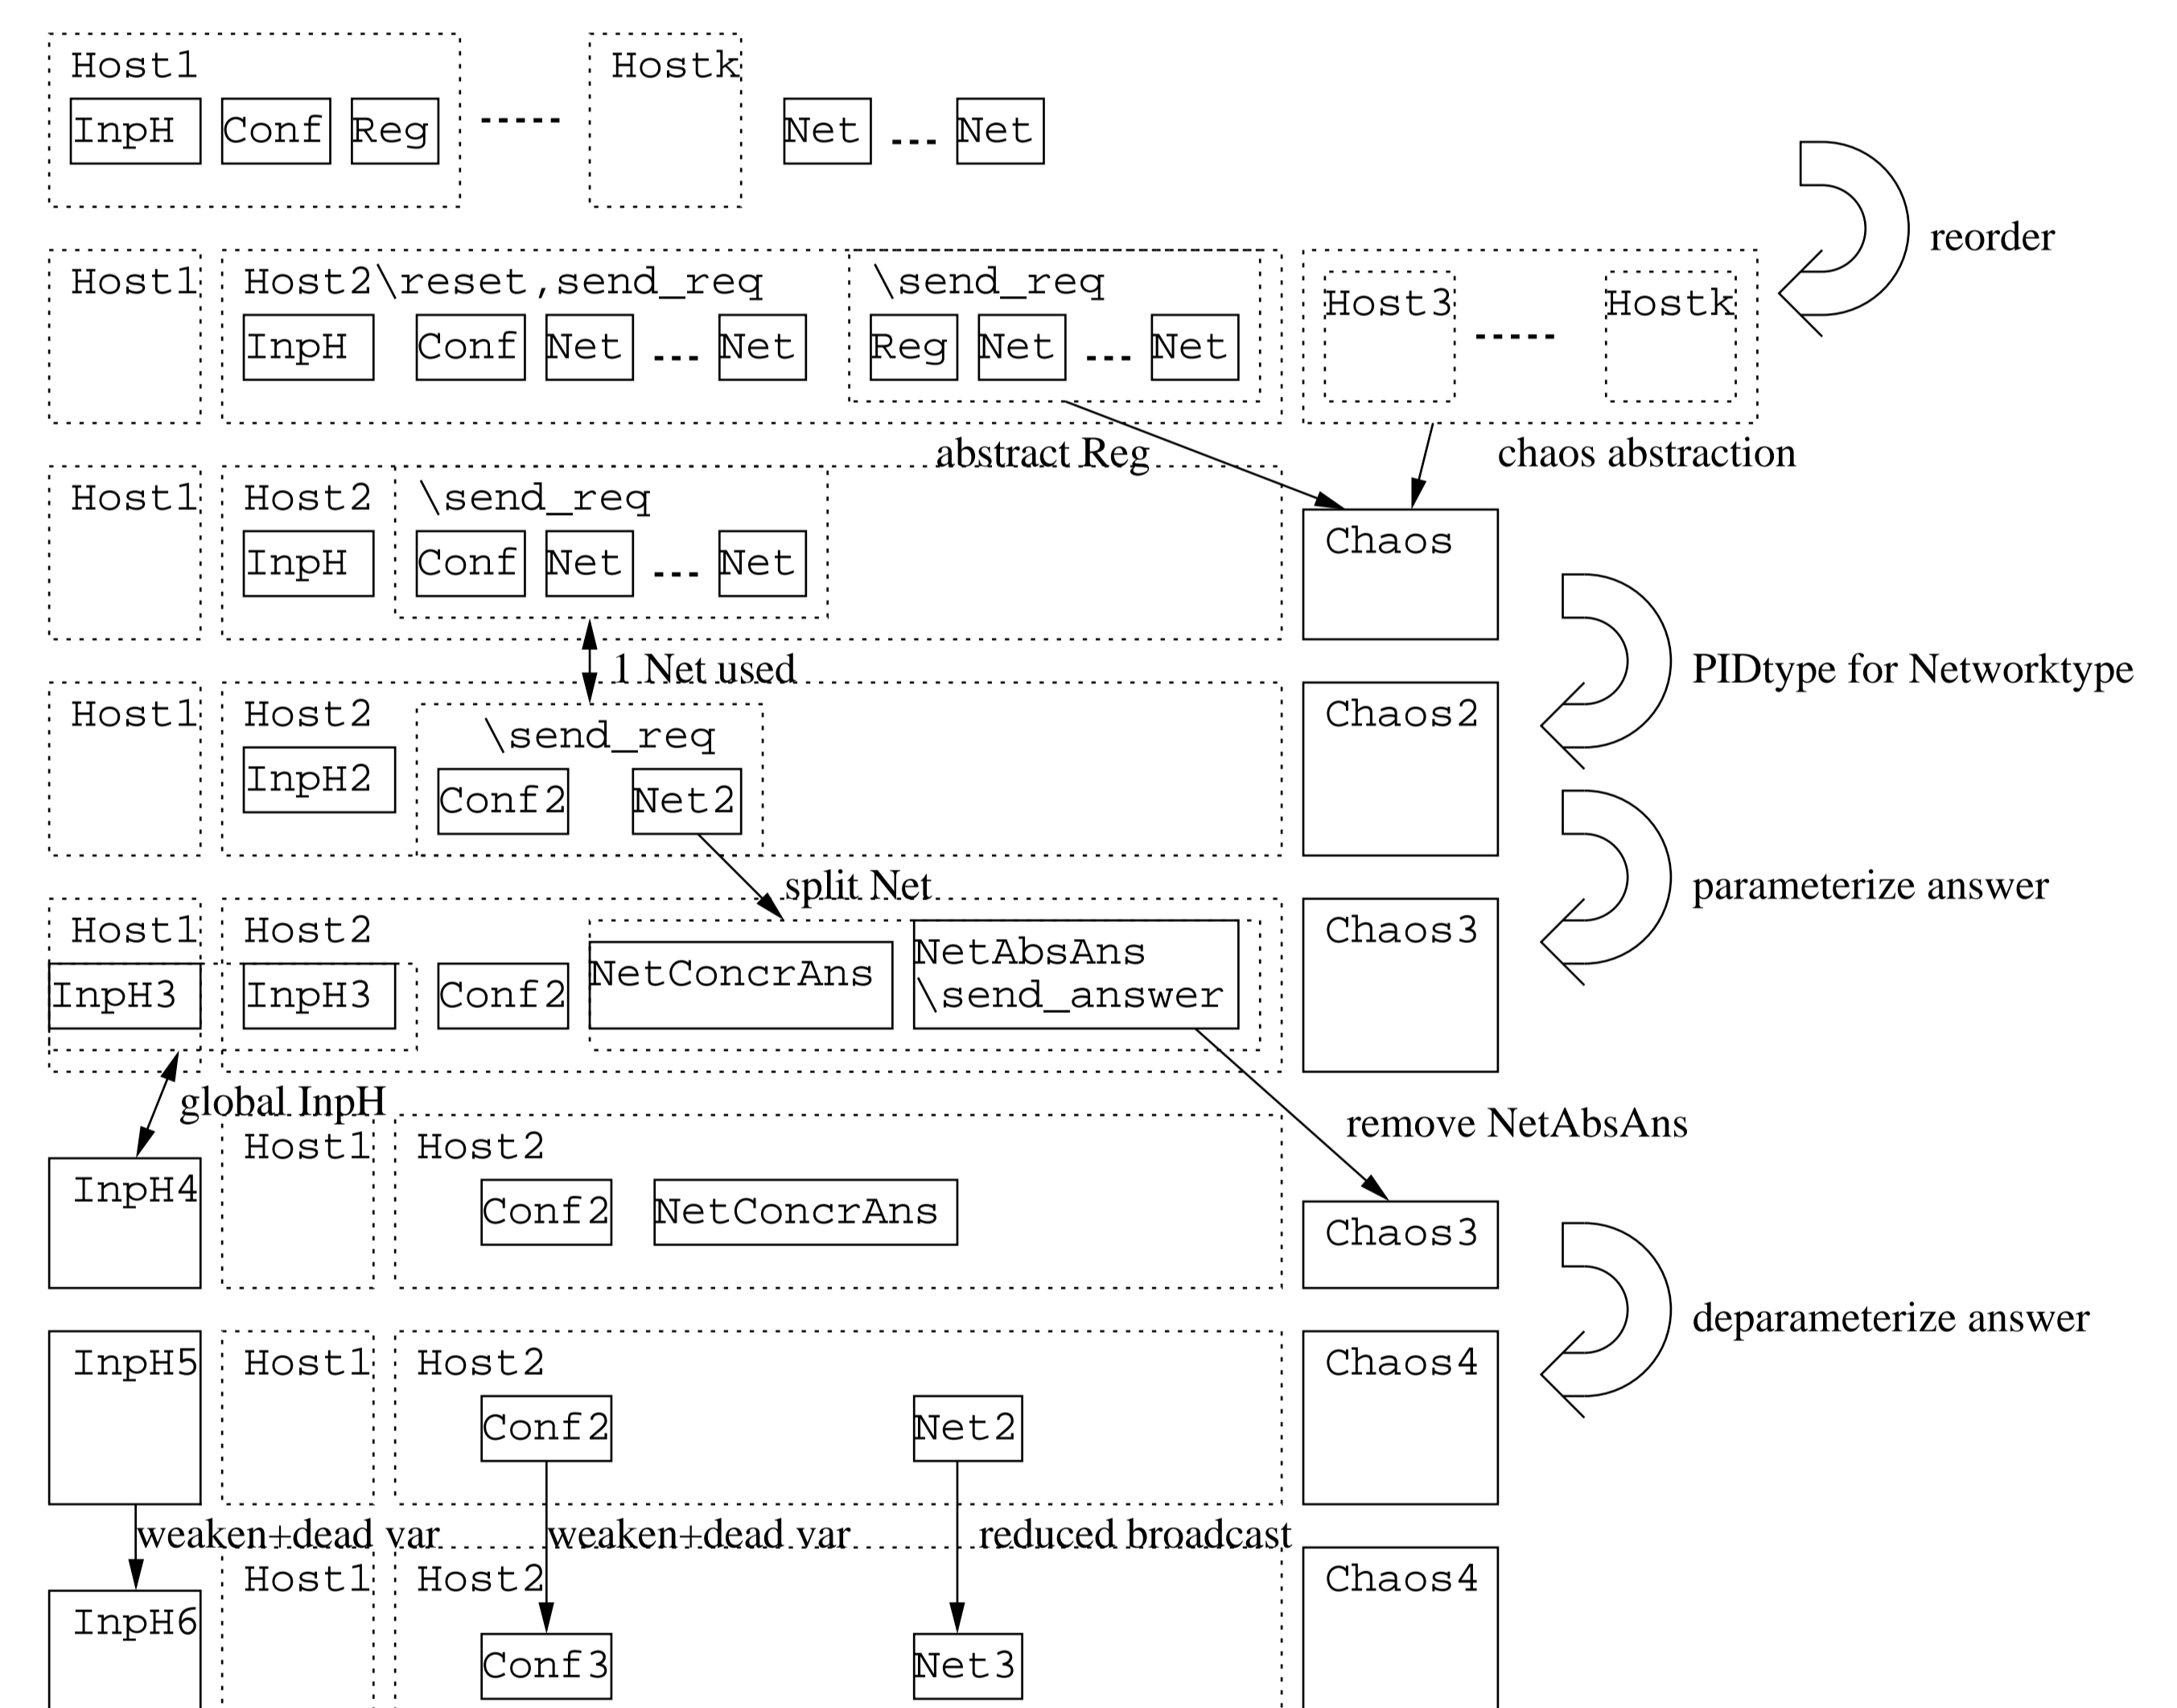 Host1 Hostk
InpH Conf Reg ----- Net --- Net
reorder
Host1 Host2\reset,send_req \send_req Host3 ----- Hostk
InpH Conf Net --- Net Reg Net --- Net
abstract Reg chaos abstraction
Host1 Host2 \send_req Chaos
InpH Conf Net --- Net
1 Net used PIDtype for Networktype
Host1 Host2 \send_req Chaos2
InpH2 Conf2 Net2
split Net parameterize answer
Host1 Host2 NetAbsAns Chaos3
InpH3 InpH3 Conf2 NetConcrAns \send_answer
global InpH remove NetAbsAns
Host1 Host2
InpH4 Conf2 NetConcrAns Chaos3
deparameterize answer
InpH5 Host1 Host2 Chaos4
Conf2 Net2
weaken+dead var weaken+dead var reduced broadcast
Host1 Host2 Chaos4
InpH6 Conf3 Net3